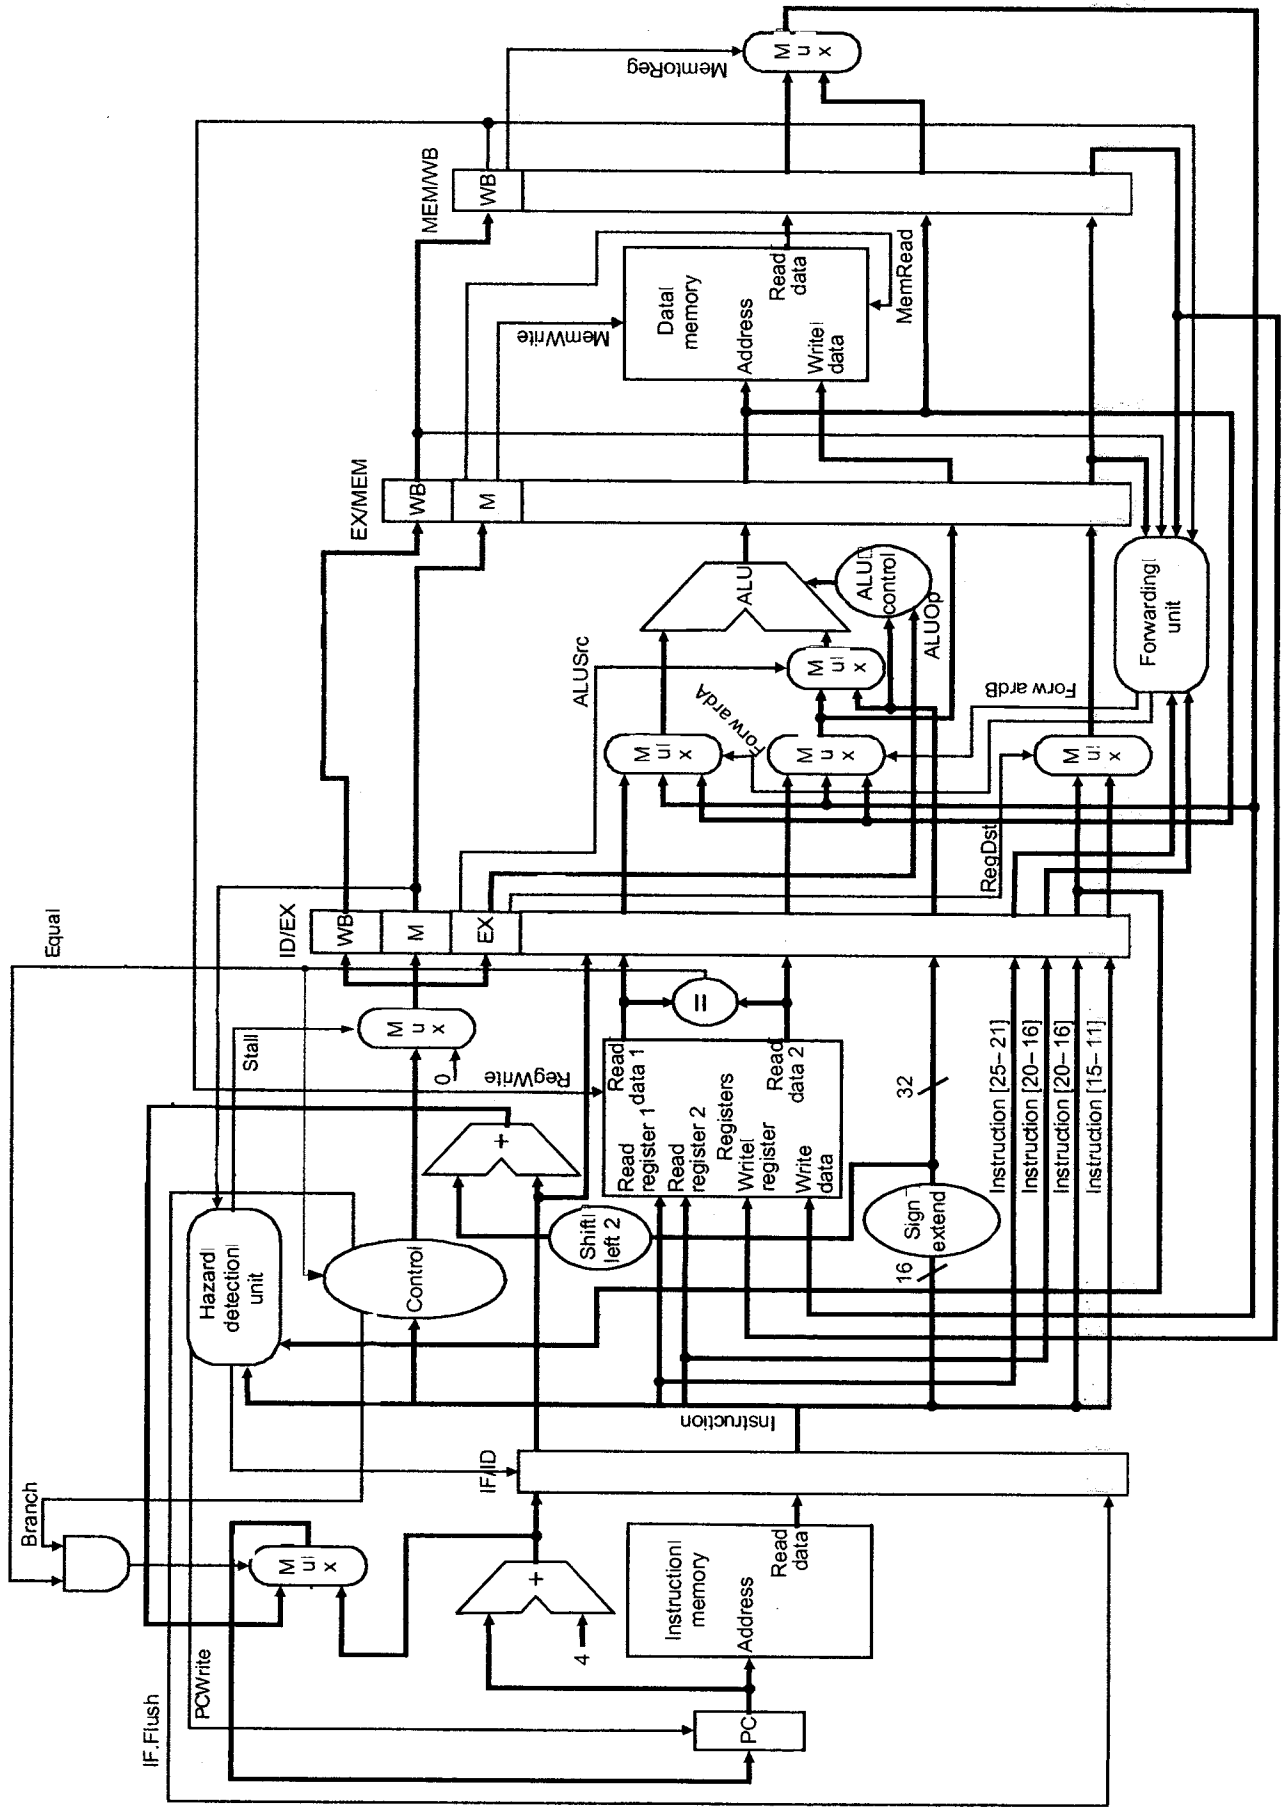 IF.Flush
PCWrite
Branch
Equal
Hazard
detection
unit
Stall
ID/EX
WB
M
EX
Control
0
M
u
x
EX/MEM
WB
M
MEM/WB
WB
M
u
x
IF/ID
4
+
PC
Instruction
memory
Address
Read
data
Instruction
Shift
left 2
+
RegWrite
Read
register 1
Read
register 2
Registers
Write
register
Write
data
Read
data 1
Read
data 2
=
16
Sign
extend
32
Instruction [25–21]
Instruction [20–16]
Instruction [20–16]
Instruction [15–11]
RegDst
ALUSrc
M
u
x
ForwardA
M
u
x
M
u
x
ALU
ALU
control
ALUOp
ForwardB
M
u
x
Forwarding
unit
MemWrite
Data
memory
Address
Write
data
Read
data
MemRead
MemtoReg
M
u
x